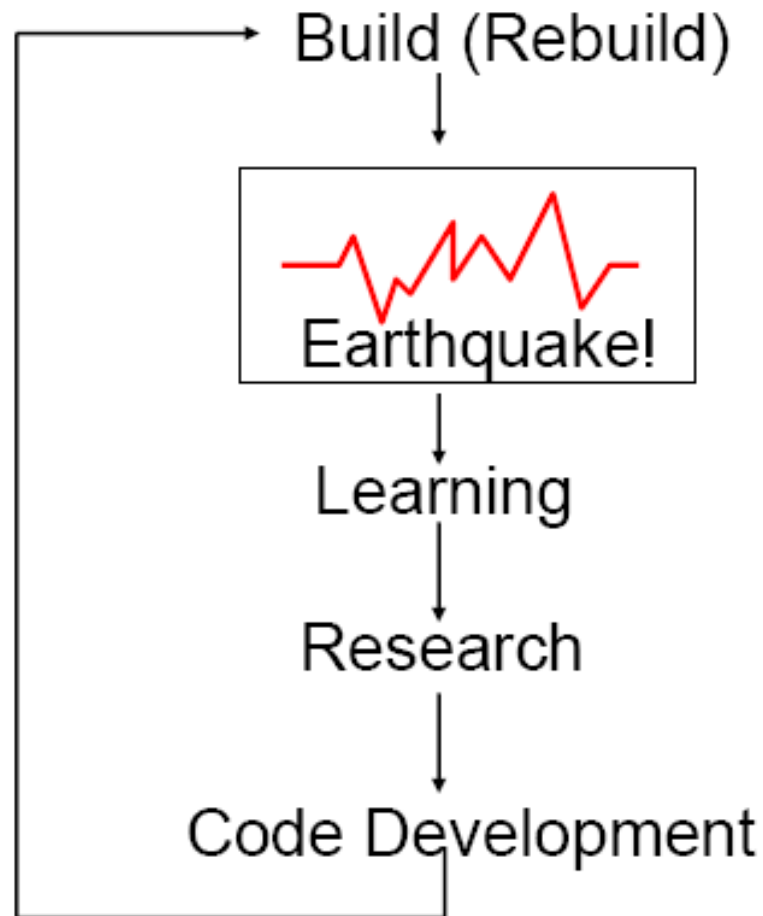 Build (Rebuild)
Earthquake!
Learning
Research
Code Development